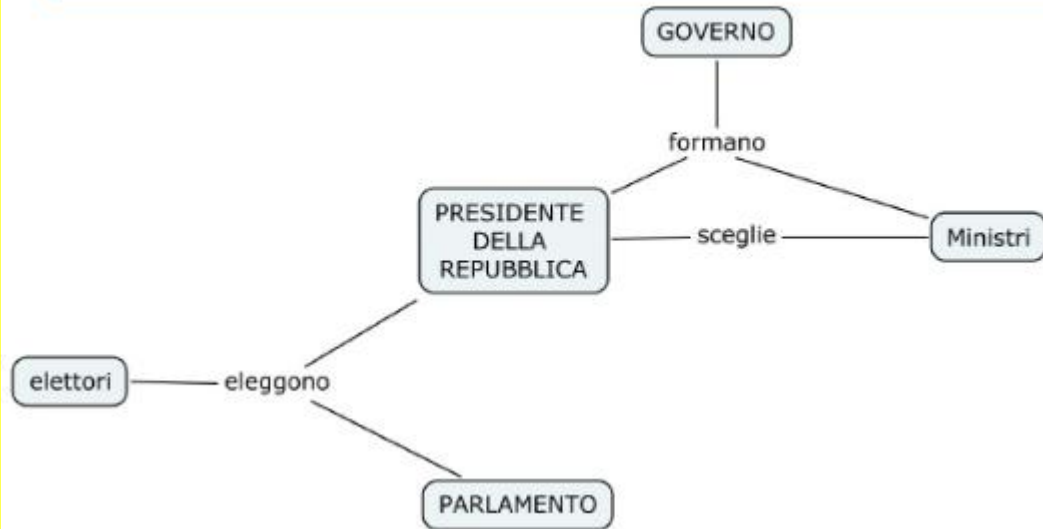 GOVERNO
formano
PRESIDENTE
DELLA
REPUBBLICA
sceglie
Ministri
elettori
eleggono
PARLAMENTO